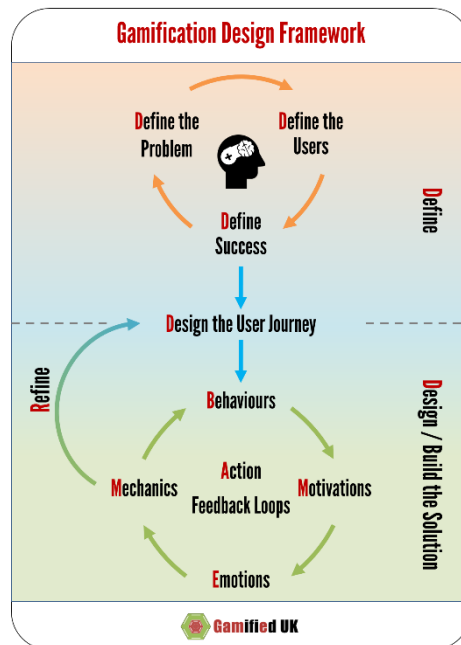 Gamification Design Framework
Define the
Problem
Define the
Users
Define
Success
Define
Design the User Journey
Refine
Behaviours
Mechanics
Action
Feedback Loops
Motivations
Emotions
Design / Build the Solution
Gamified UK